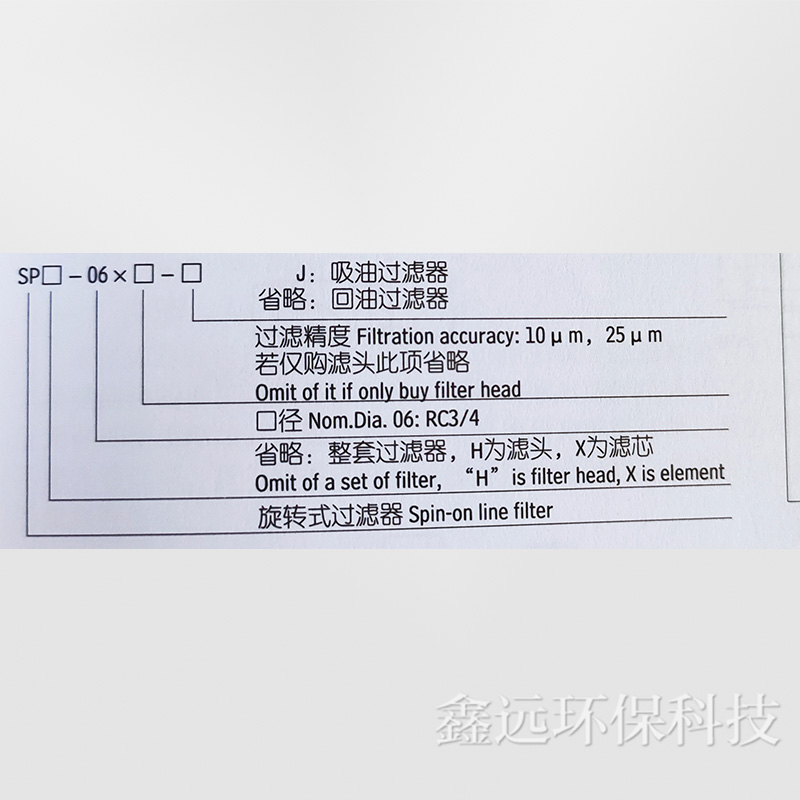 SP□-06×□-□
J：吸油过滤器
省略：回油过滤器
过滤精度 Filtration accuracy: 10μm，25μm
若仅购滤头此项省略
Omit of it if only buy filter head
口径 Nom.Dia. 06: RC3/4
省略：整套过滤器，H为滤头，X为滤芯
Omit of a set of filter, “H” is filter head, X is element
旋转式过滤器 Spin-on line filter
鑫远环保科技